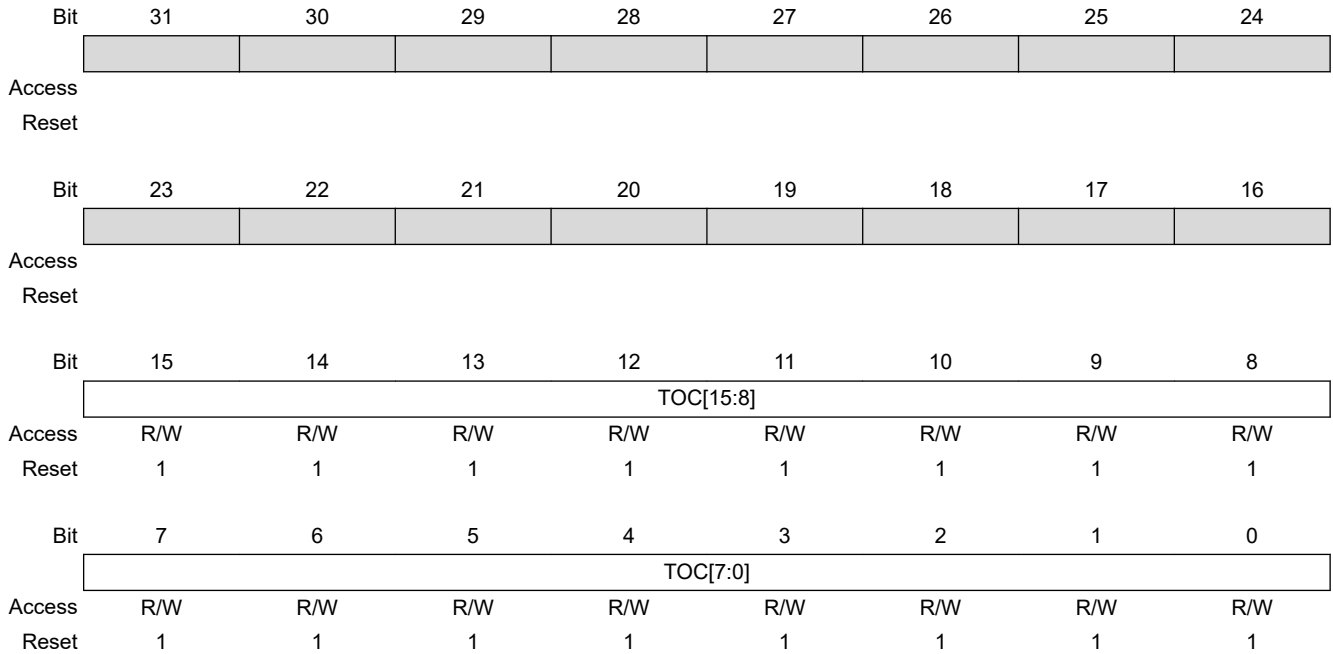 Bit 31 30 29 28 27 26 25 24
Access
Reset
Bit 23 22 21 20 19 18 17 16
Access
Reset
Bit 15 14 13 12 11 10 9 8
TOC[15:8]
Access R/W R/W R/W R/W R/W R/W R/W R/W
Reset 1 1 1 1 1 1 1 1
Bit 7 6 5 4 3 2 1 0
TOC[7:0]
Access R/W R/W R/W R/W R/W R/W R/W R/W
Reset 1 1 1 1 1 1 1 1